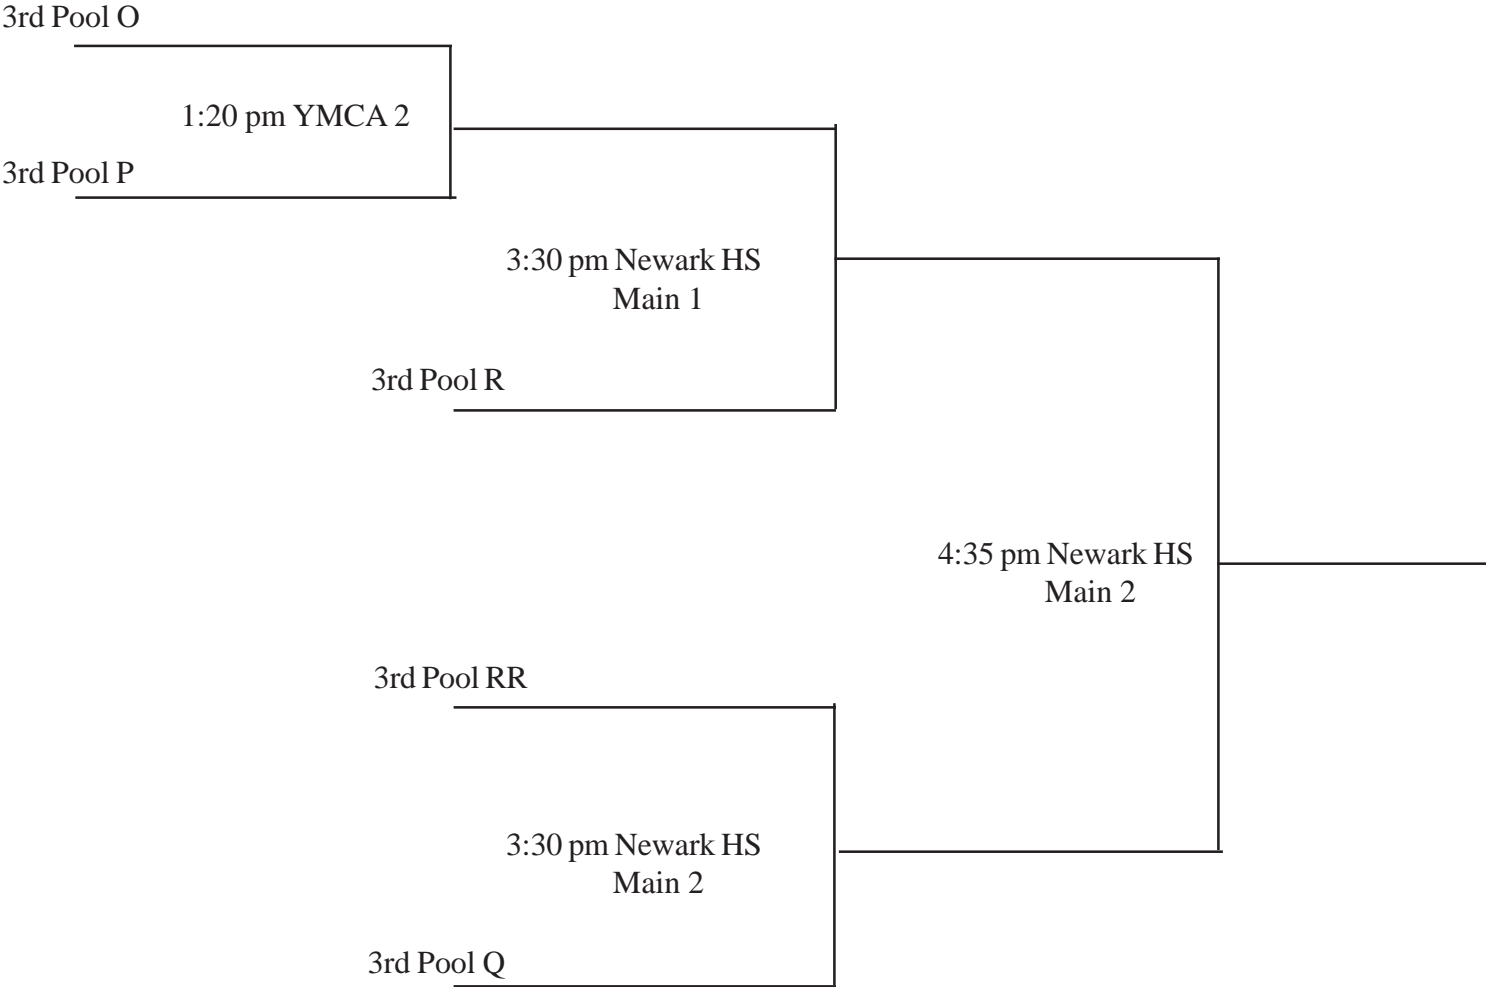 3rd Pool O
1:20 pm YMCA 2
3rd Pool P
3:30 pm Newark HS
Main 1
3rd Pool R
4:35 pm Newark HS
Main 2
3rd Pool RR
3:30 pm Newark HS
Main 2
3rd Pool Q